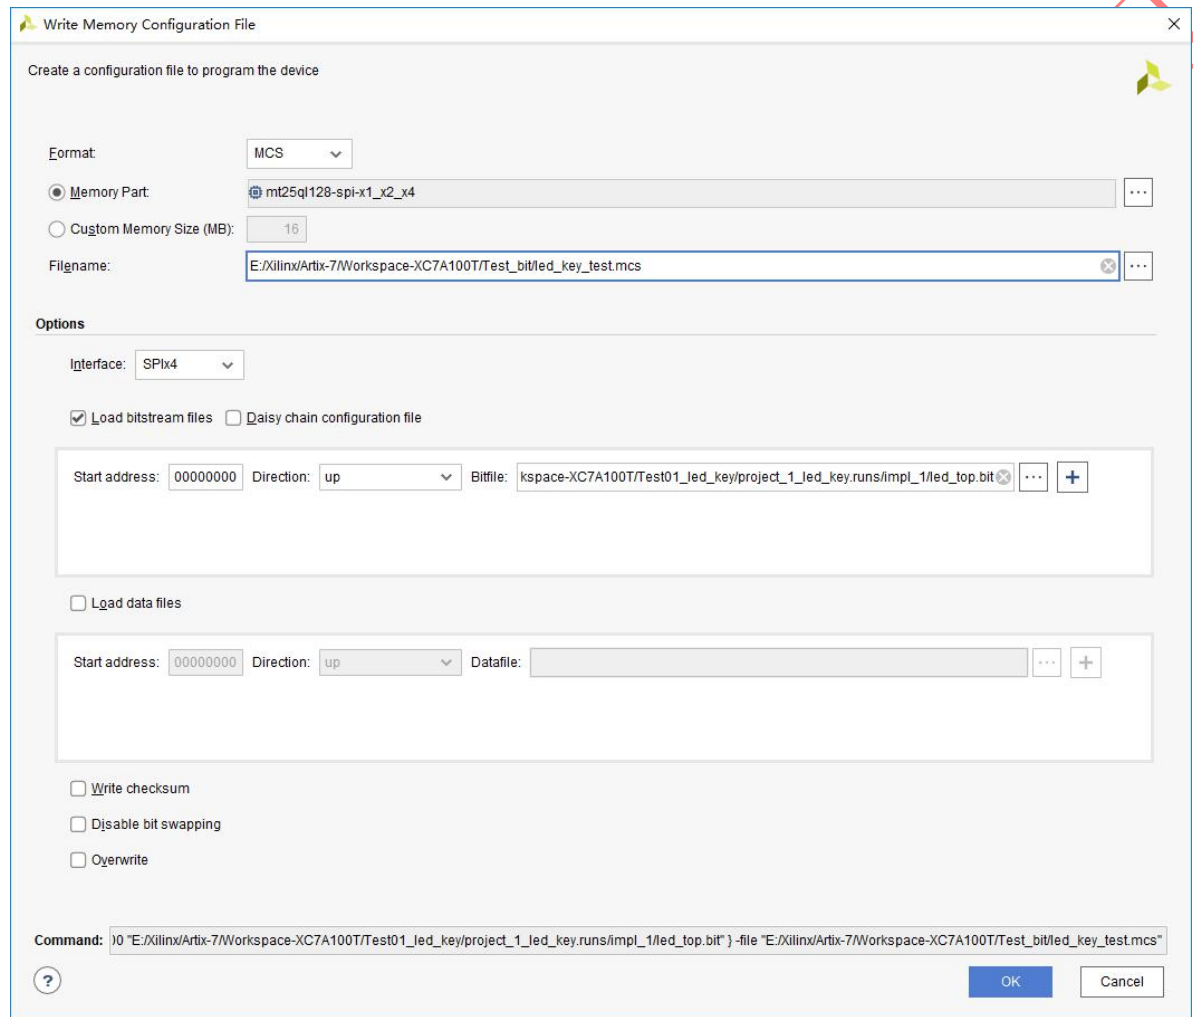 Write Memory Configuration File
Create a configuration file to program the device
Format: MCS
Memory Part: mt25ql128-spi-x1_x2_x4 ...
Custom Memory Size (MB): 16
Filename: E:/Xilinx/Artix-7/Workspace-XC7A100T/Test_bit/led_key_test.mcs ...
Options
Interface: SPIx4
Load bitstream files Daisy chain configuration file
Start address: 00000000 Direction: up Bitfile: kspace-XC7A100T/Test01_led_key/project_1_led_key.runs/impl_1/led_top.bit ... +
Load data files
Start address: 00000000 Direction: up Datafile: ... +
Write checksum
Disable bit swapping
Overwrite
Command: )0 "E:/Xilinx/Artix-7/Workspace-XC7A100T/Test01_led_key/project_1_led_key.runs/impl_1/led_top.bit" } -file "E:/Xilinx/Artix-7/Workspace-XC7A100T/Test_bit/led_key_test.mcs"
? OK Cancel